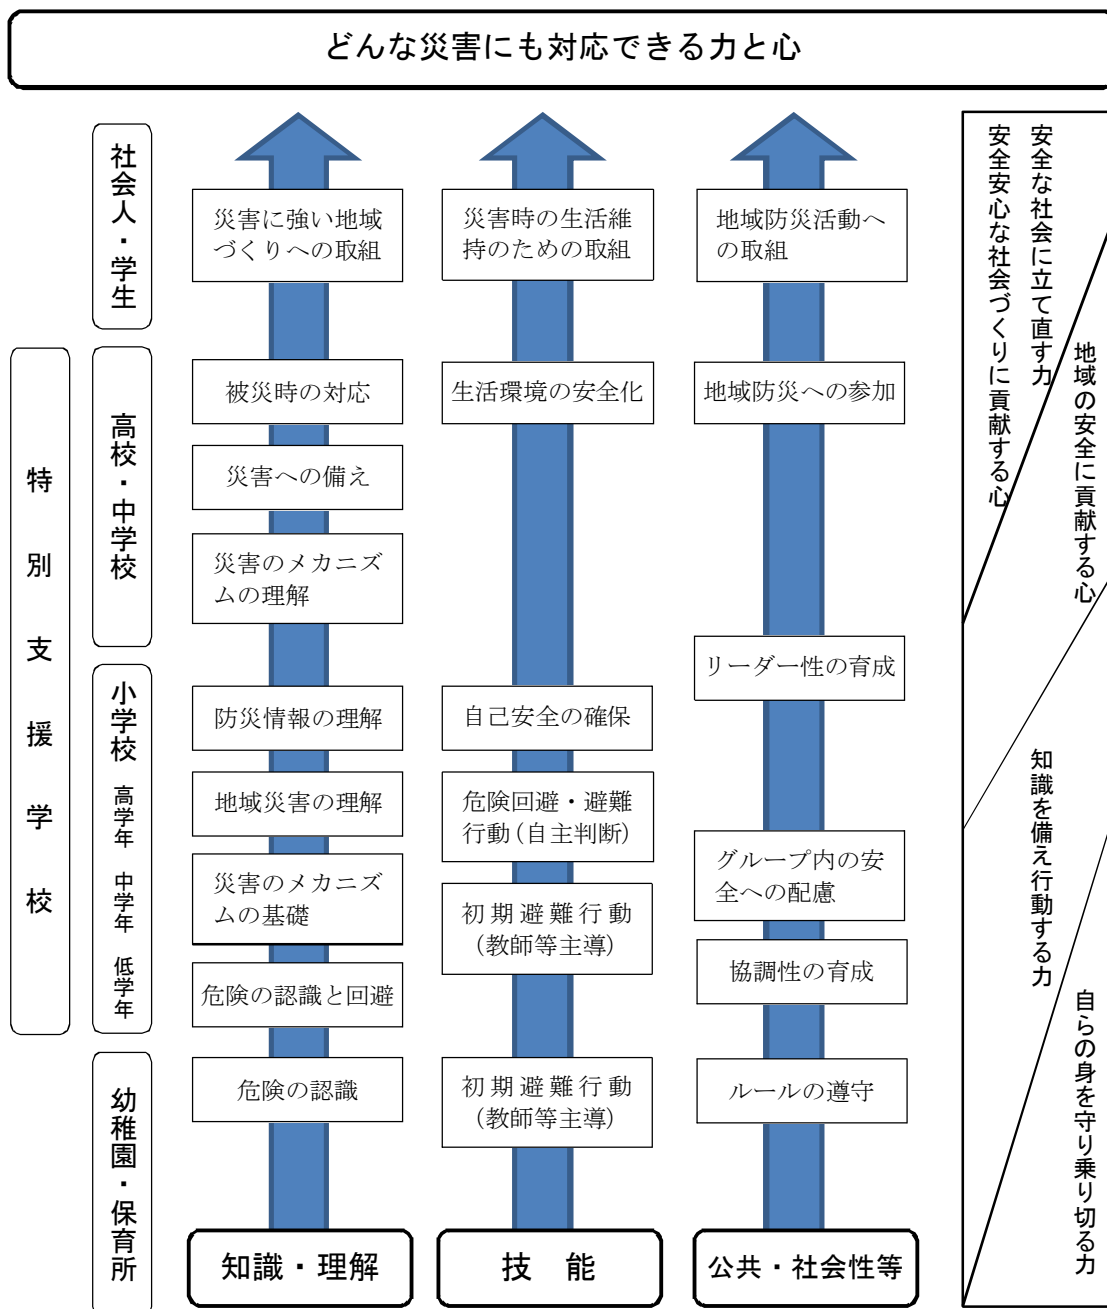 どんな災害にも対応できる力と心
社会人・学生
災害に強い地域
づくりへの取組
災害時の生活維
持のための取組
地域防災活動へ
の取組
安全な社会に立て直す力
安全安心な社会づくりに貢献する心
地域の安全に貢献する心
特別支援学校
高校・中学校
被災時の対応
生活環境の安全化
地域防災への参加
災害への備え
災害のメカニズ
ムの理解
リーダー性の育成
小学校
高学年
中学年
低学年
防災情報の理解
自己安全の確保
地域災害の理解
危険回避・避難
行動(自主判断)
知識を備え行動する力
災害のメカニズ
ムの基礎
初期避難行動
(教師等主導)
グループ内の安
全への配慮
協調性の育成
危険の認識と回避
自らの身を守り乗り切る力
幼稚園・保育所
危険の認識
初期避難行動
(教師等主導)
ルールの遵守
知識・理解
技 能
公共・社会性等